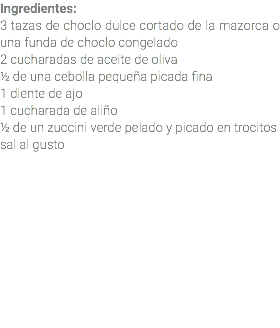 Ingredientes:
3 tazas de choclo dulce cortado de la mazorca o
una funda de choclo congelado
2 cucharadas de aceite de oliva
½ de una cebolla pequeña picada fina
1 diente de ajo
1 cucharada de aliño
½ de un zuccini verde pelado y picado en trocitos
sal al gusto